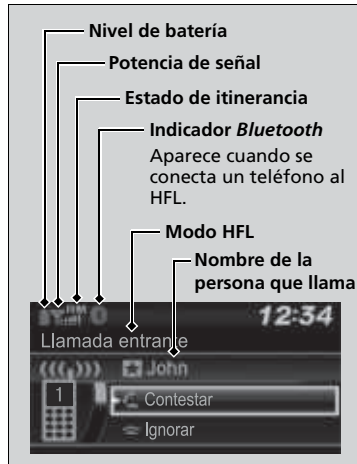 Nivel de batería
Potencia de señal
Estado de itinerancia
Indicador Bluetooth
Aparece cuando se
conecta un teléfono al
HFL.
Modo HFL
Nombre de la
persona que llama
12:34
Llamada entrante
John
1
Contestar
Ignorar